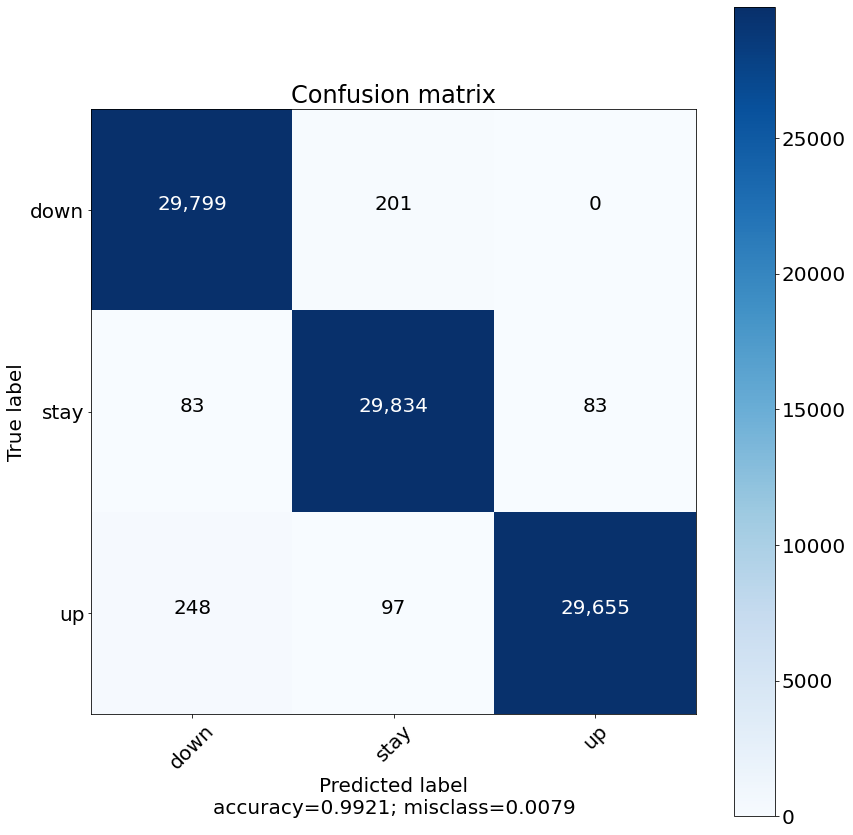 Confusion matrix
down 29,799 201 0
stay 83 29,834 83
up 248 97 29,655
down stay up
True label
Predicted label
accuracy=0.9921; misclass=0.0079
25000
20000
15000
10000
5000
0